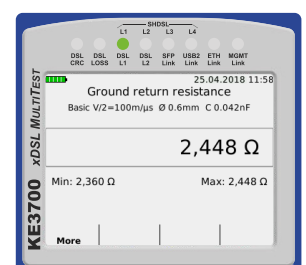 SHDSL
L1 L2 L3 L4
DSL CRC DSL LOSS DSL L1 DSL L2 SFP Link USB2 Link ETH Link MGMT Link
25.04.2018 11:58
Ground return resistance
Basic V/2=100m/µs Ø 0.6mm C 0.042nF
2,448 Ω
Min: 2,360 Ω Max: 2,448 Ω
More
KE3700 xDSL MULTITEST